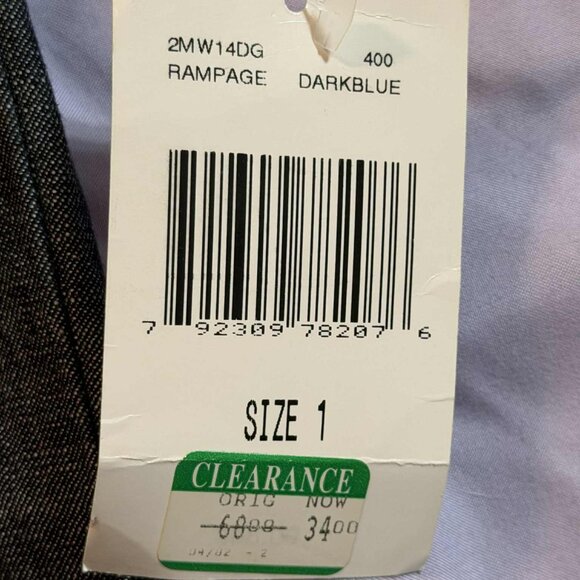 2MW14DG 400
RAMPAGE DARKBLUE
7 92309 78207 6
SIZE 1
CLEARANCE
ORIG NOW
6800 3400